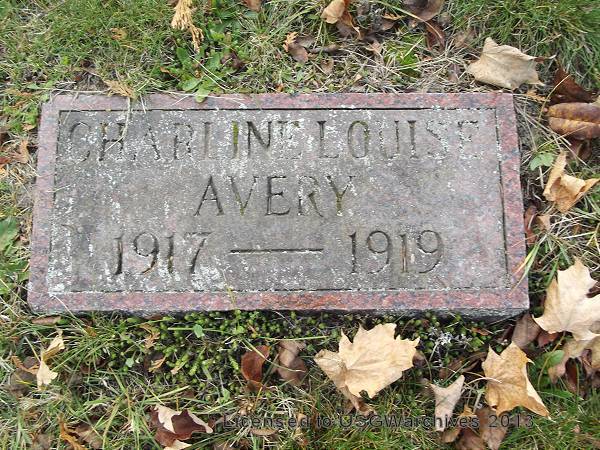 CHARLINE LOUISE
AVERY
1917 — 1919
Licensed to USGWarchives 2013